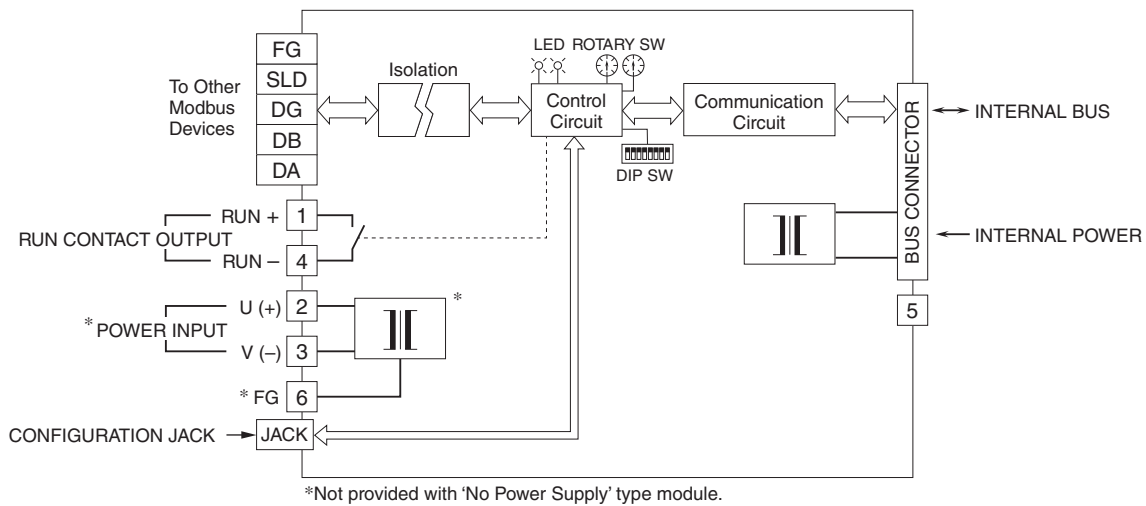 FG
SLD
DG
DB
DA
To Other
Modbus
Devices
Isolation
LED ROTARY SW
Control
Circuit
DIP SW
Communication
Circuit
BUS CONNECTOR
INTERNAL BUS
INTERNAL POWER
5
RUN + 1
RUN CONTACT OUTPUT
RUN – 4
U (+) 2
*POWER INPUT
*
V (–) 3
* FG 6
CONFIGURATION JACK JACK
*Not provided with ‘No Power Supply’ type module.